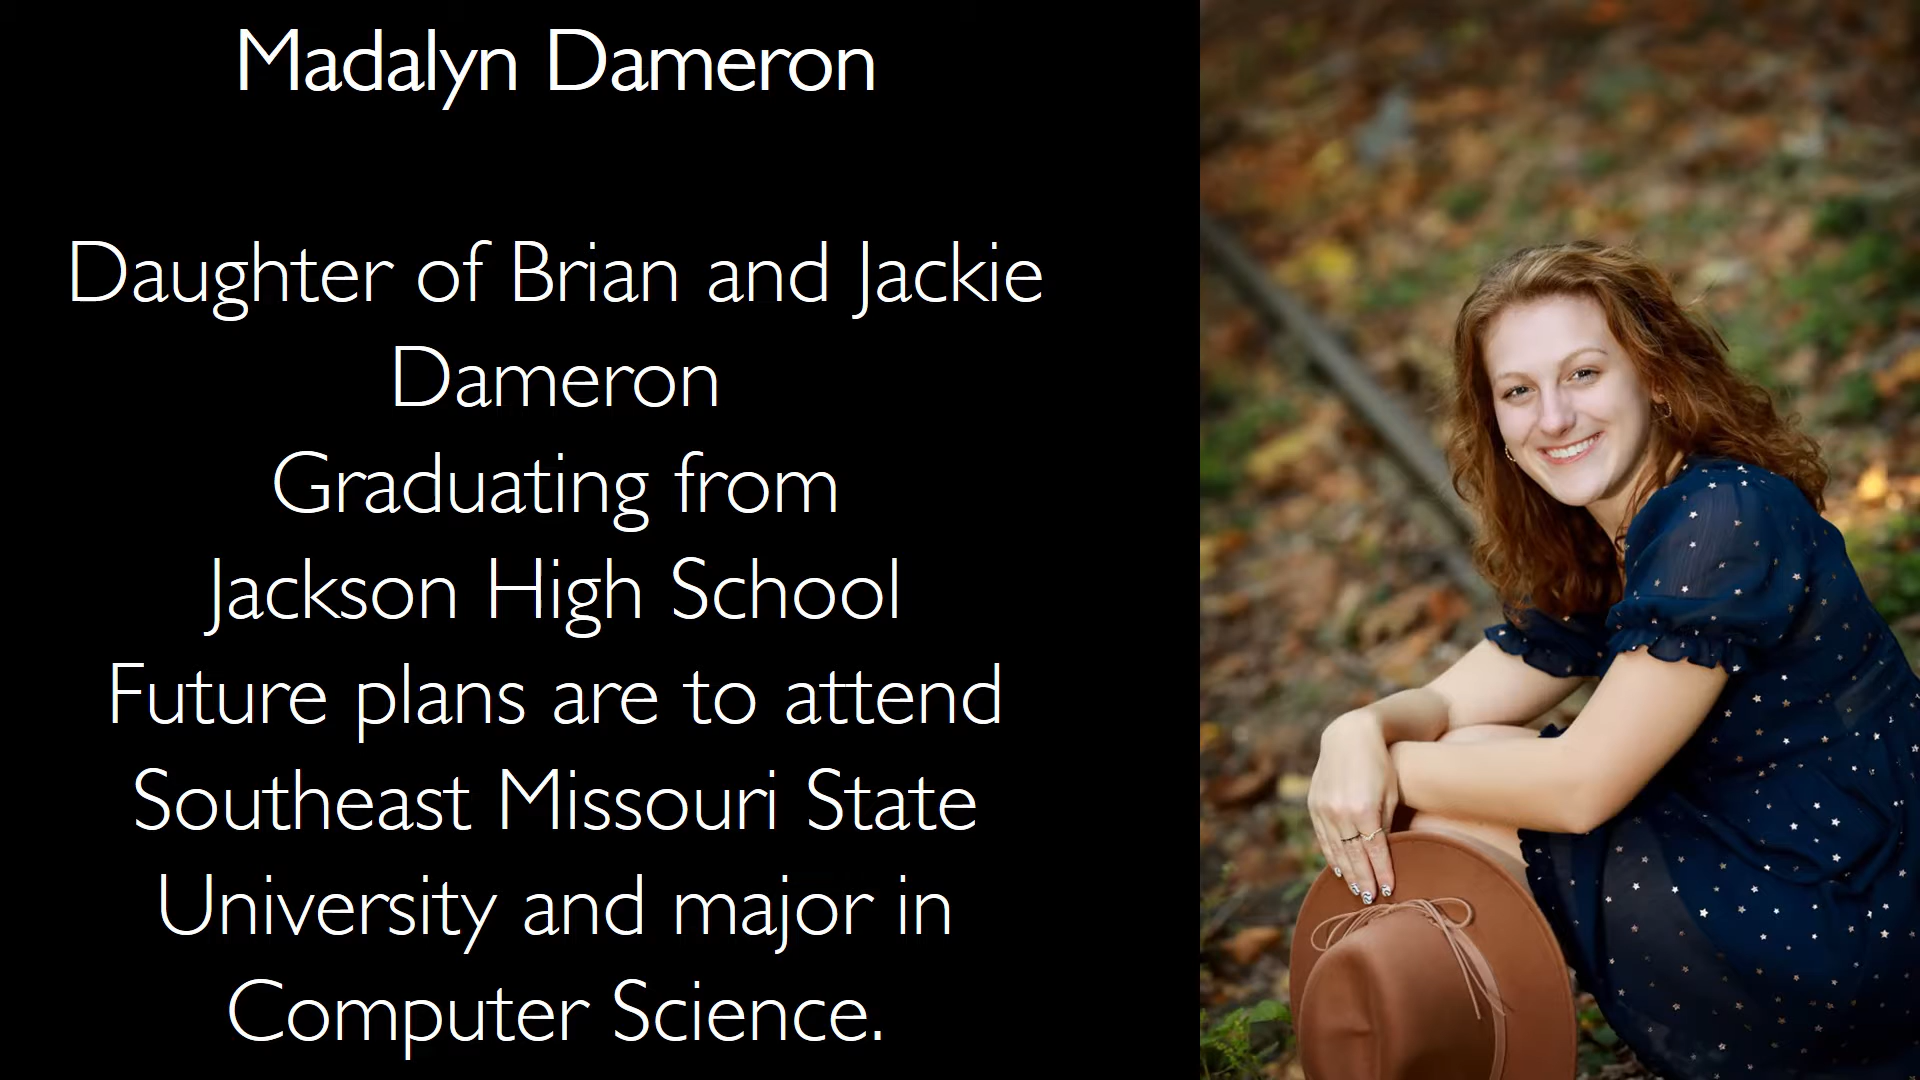 Madalyn Dameron
Daughter of Brian and Jackie
Dameron
Graduating from
Jackson High School
Future plans are to attend
Southeast Missouri State
University and major in
Computer Science.